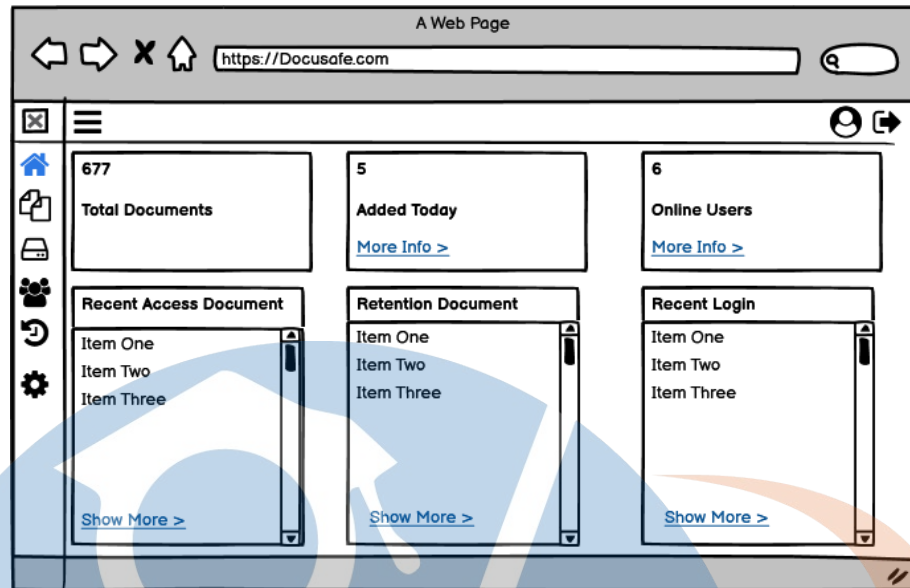 A Web Page
https://Docusafe.com
677
Total Documents
5
Added Today
More Info >
6
Online Users
More Info >
Recent Access Document
Item One
Item Two
Item Three
Show More >
Retention Document
Item One
Item Two
Item Three
Show More >
Recent Login
Item One
Item Two
Item Three
Show More >